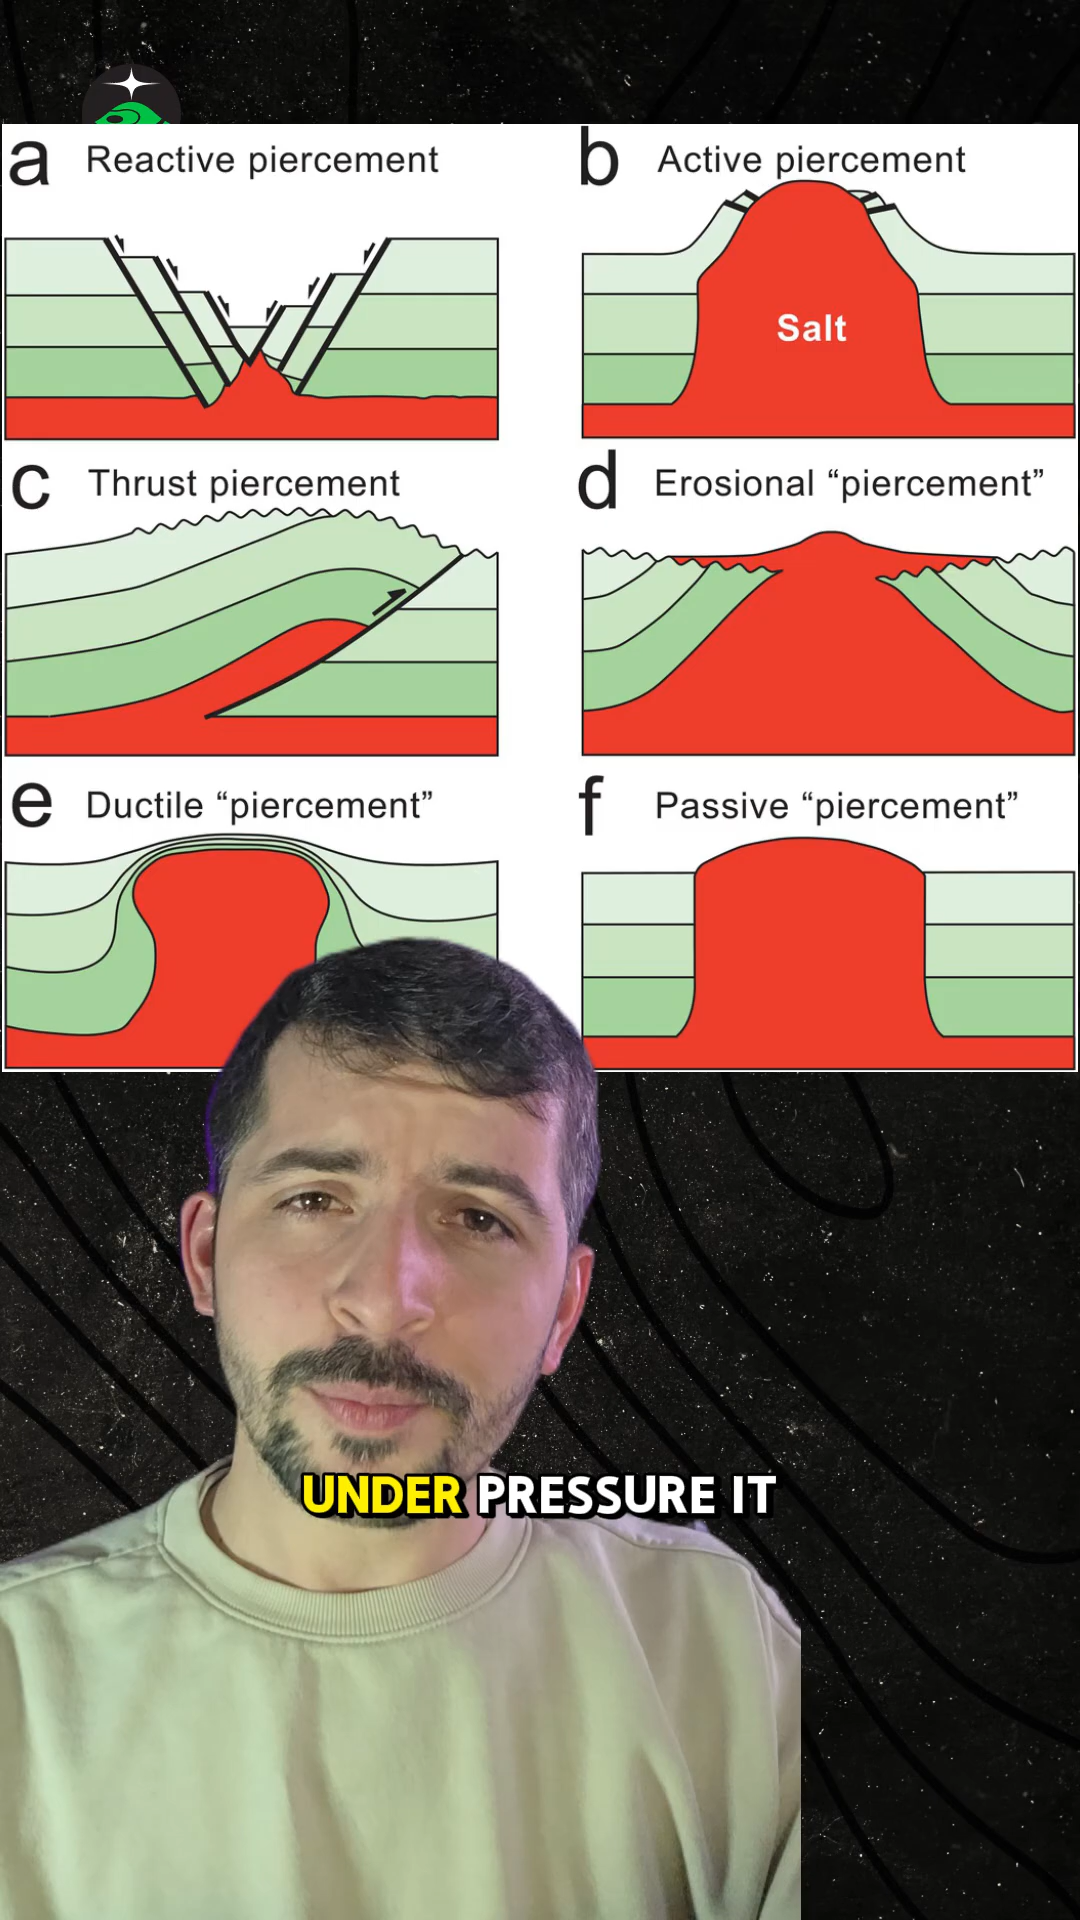 a Reactive piercement
b Active piercement
Salt
c Thrust piercement
d Erosional “piercement”
e Ductile “piercement”
f Passive “piercement”
UNDER PRESSURE IT